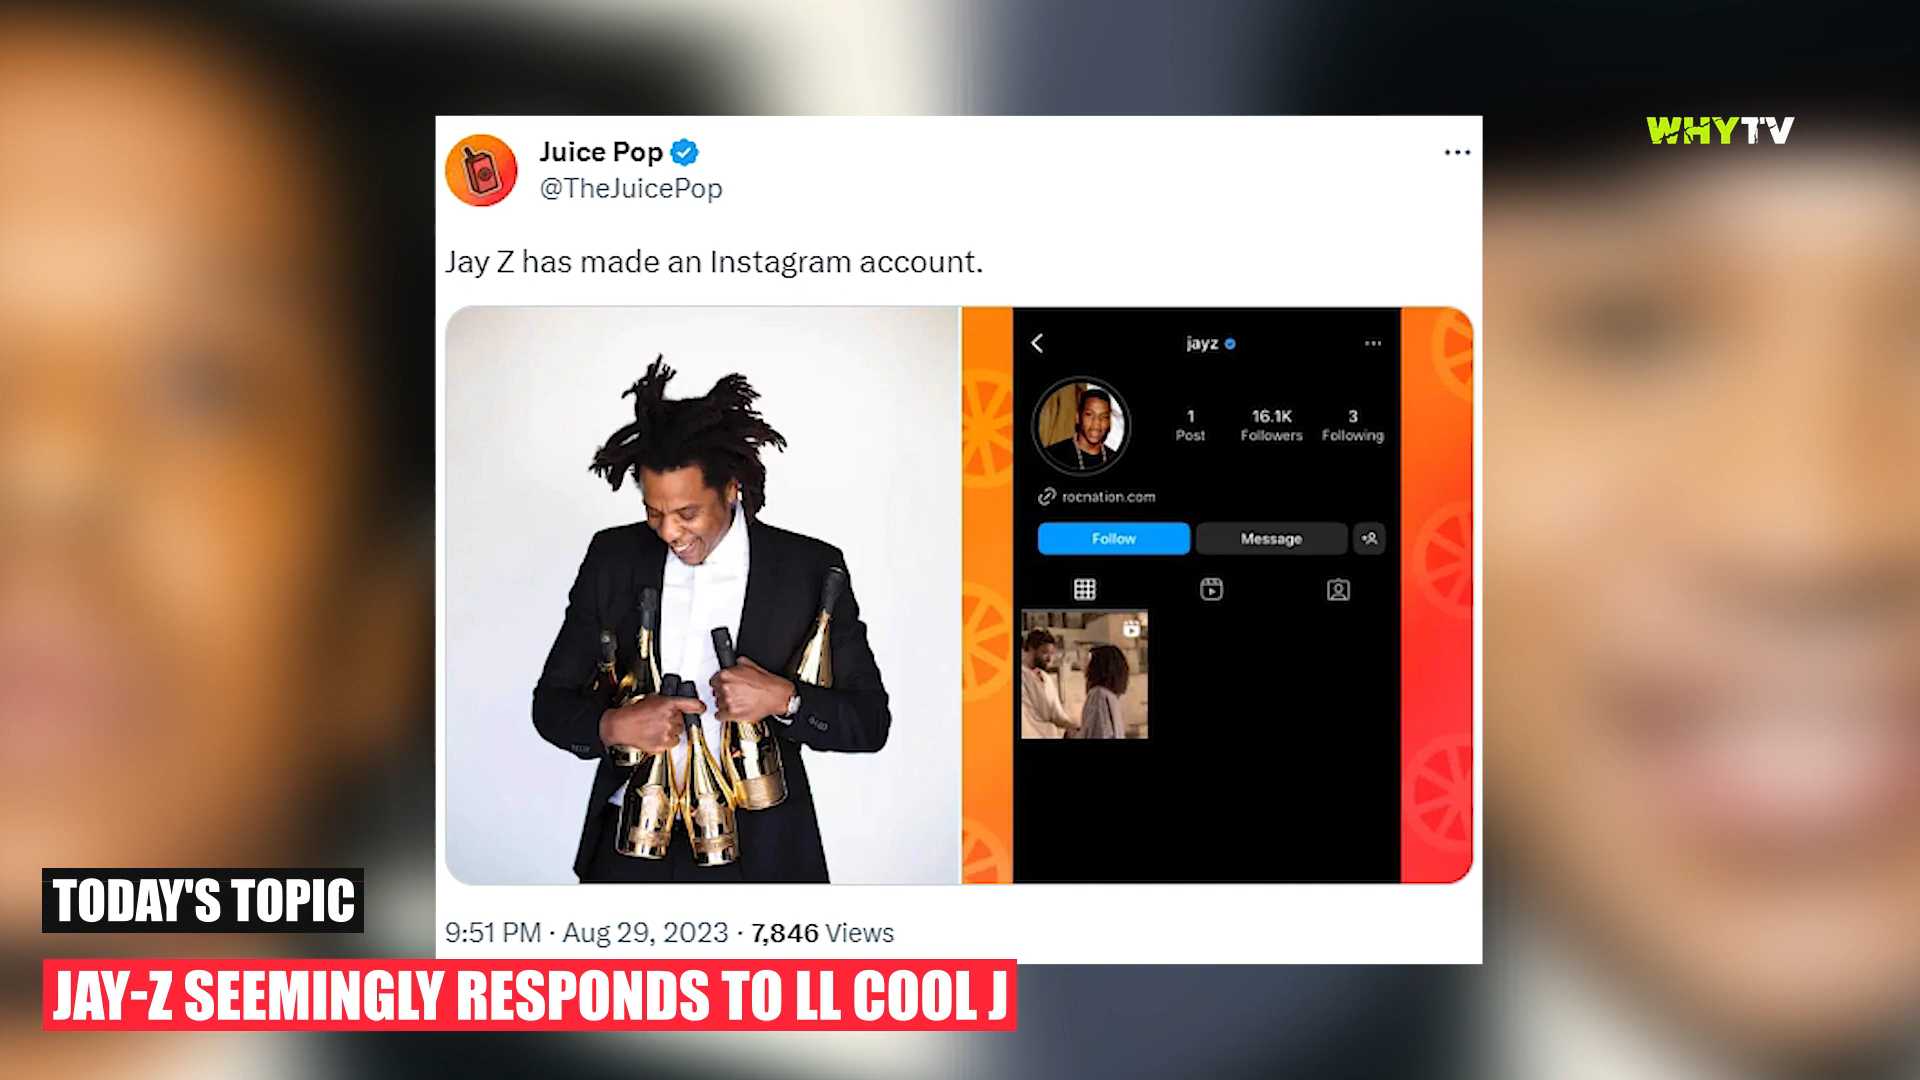 WHYTV
Juice Pop
@TheJuicePop
Jay Z has made an Instagram account.
jayz
1
Post
16.1K
Followers
3
Following
rocnation.com
Follow
Message
9:51 PM · Aug 29, 2023 · 7,846 Views
TODAY'S TOPIC
JAY-Z SEEMINGLY RESPONDS TO LL COOL J